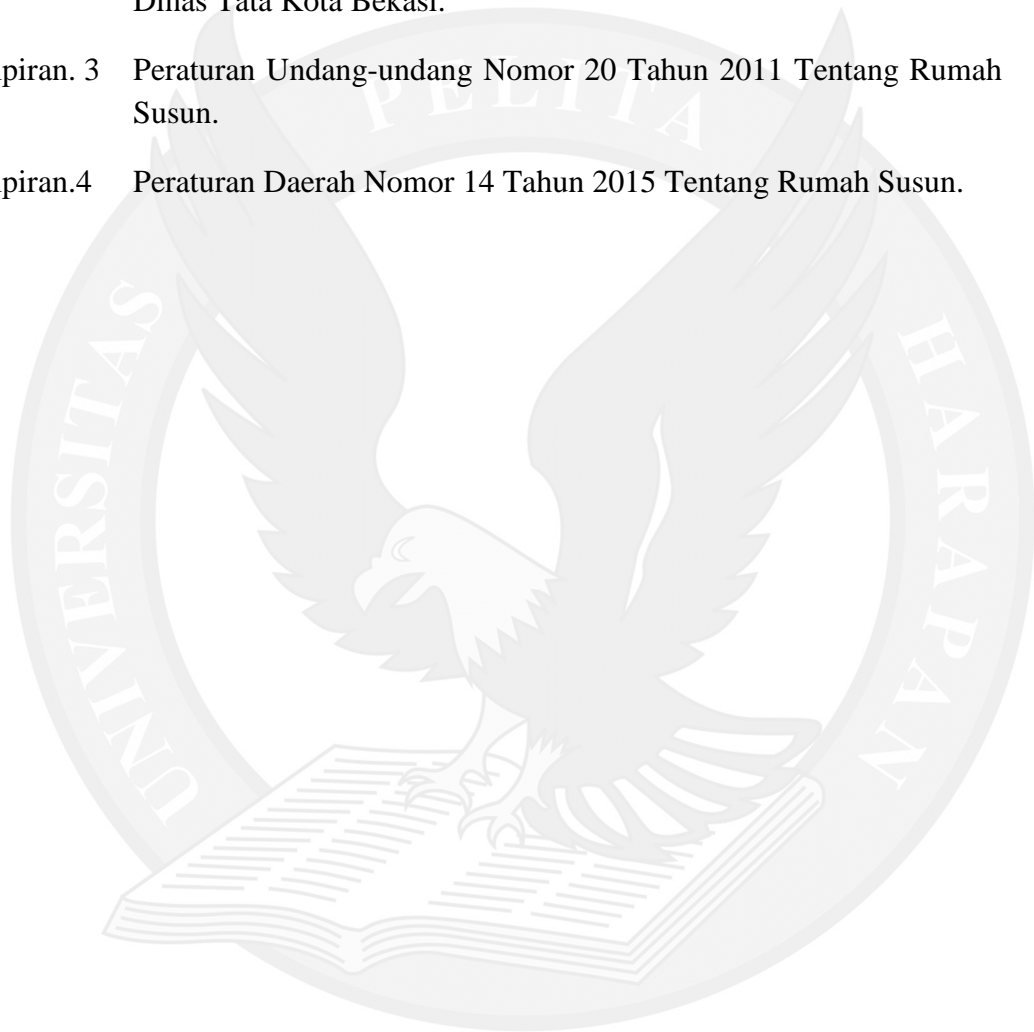 Dinas Tata Kota Bekasi.
piran. 3 Peraturan Undang-undang Nomor 20 Tahun 2011 Tentang Rumah
Susun.
piran.4 Peraturan Daerah Nomor 14 Tahun 2015 Tentang Rumah Susun.
UNIVERSITAS PELITA HARAPAN